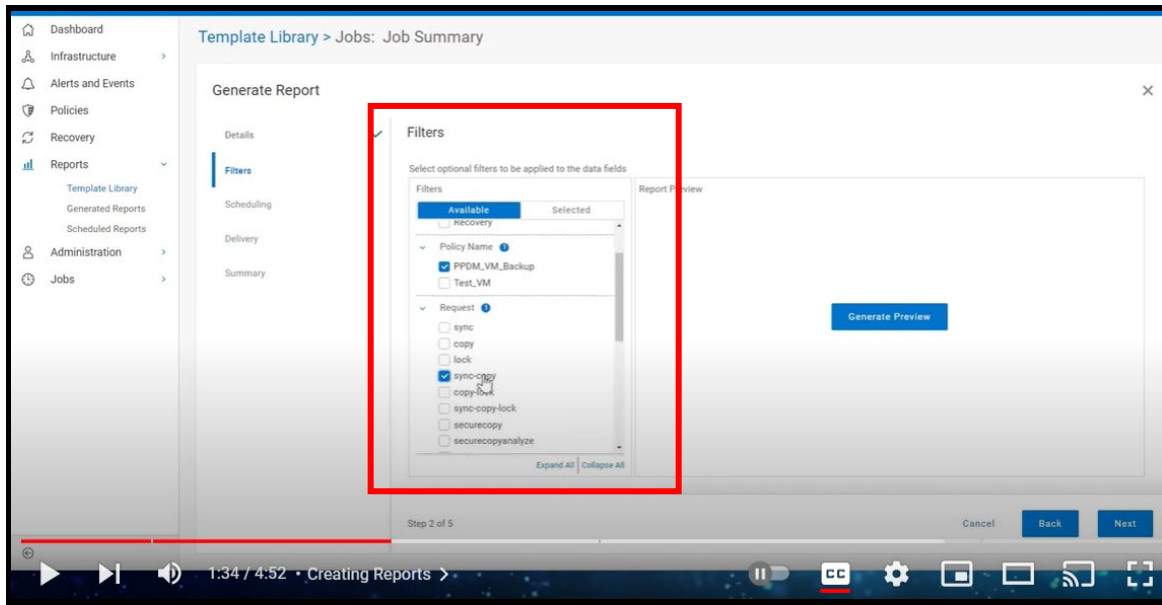 Dashboard
Infrastructure
Alerts and Events
Policies
Recovery
Reports
Template Library
Generated Reports
Scheduled Reports
Administration
Jobs
Template Library > Jobs: Job Summary
Generate Report
Details
Filters
Scheduling
Delivery
Summary
Filters
Select optional filters to be applied to the data fields
Filters
Available Selected
Recovery
Policy Name 1
PPDM_VM_Backup
Test_VM
Request 1
sync
copy
lock
sync-copy
copy-lock
sync-copy-lock
securecopy
securecopyanalyze
Expand All Collapse All
Report Preview
Generate Preview
Step 2 of 5
Cancel Back Next
1:34 / 4:52 • Creating Reports >
CC